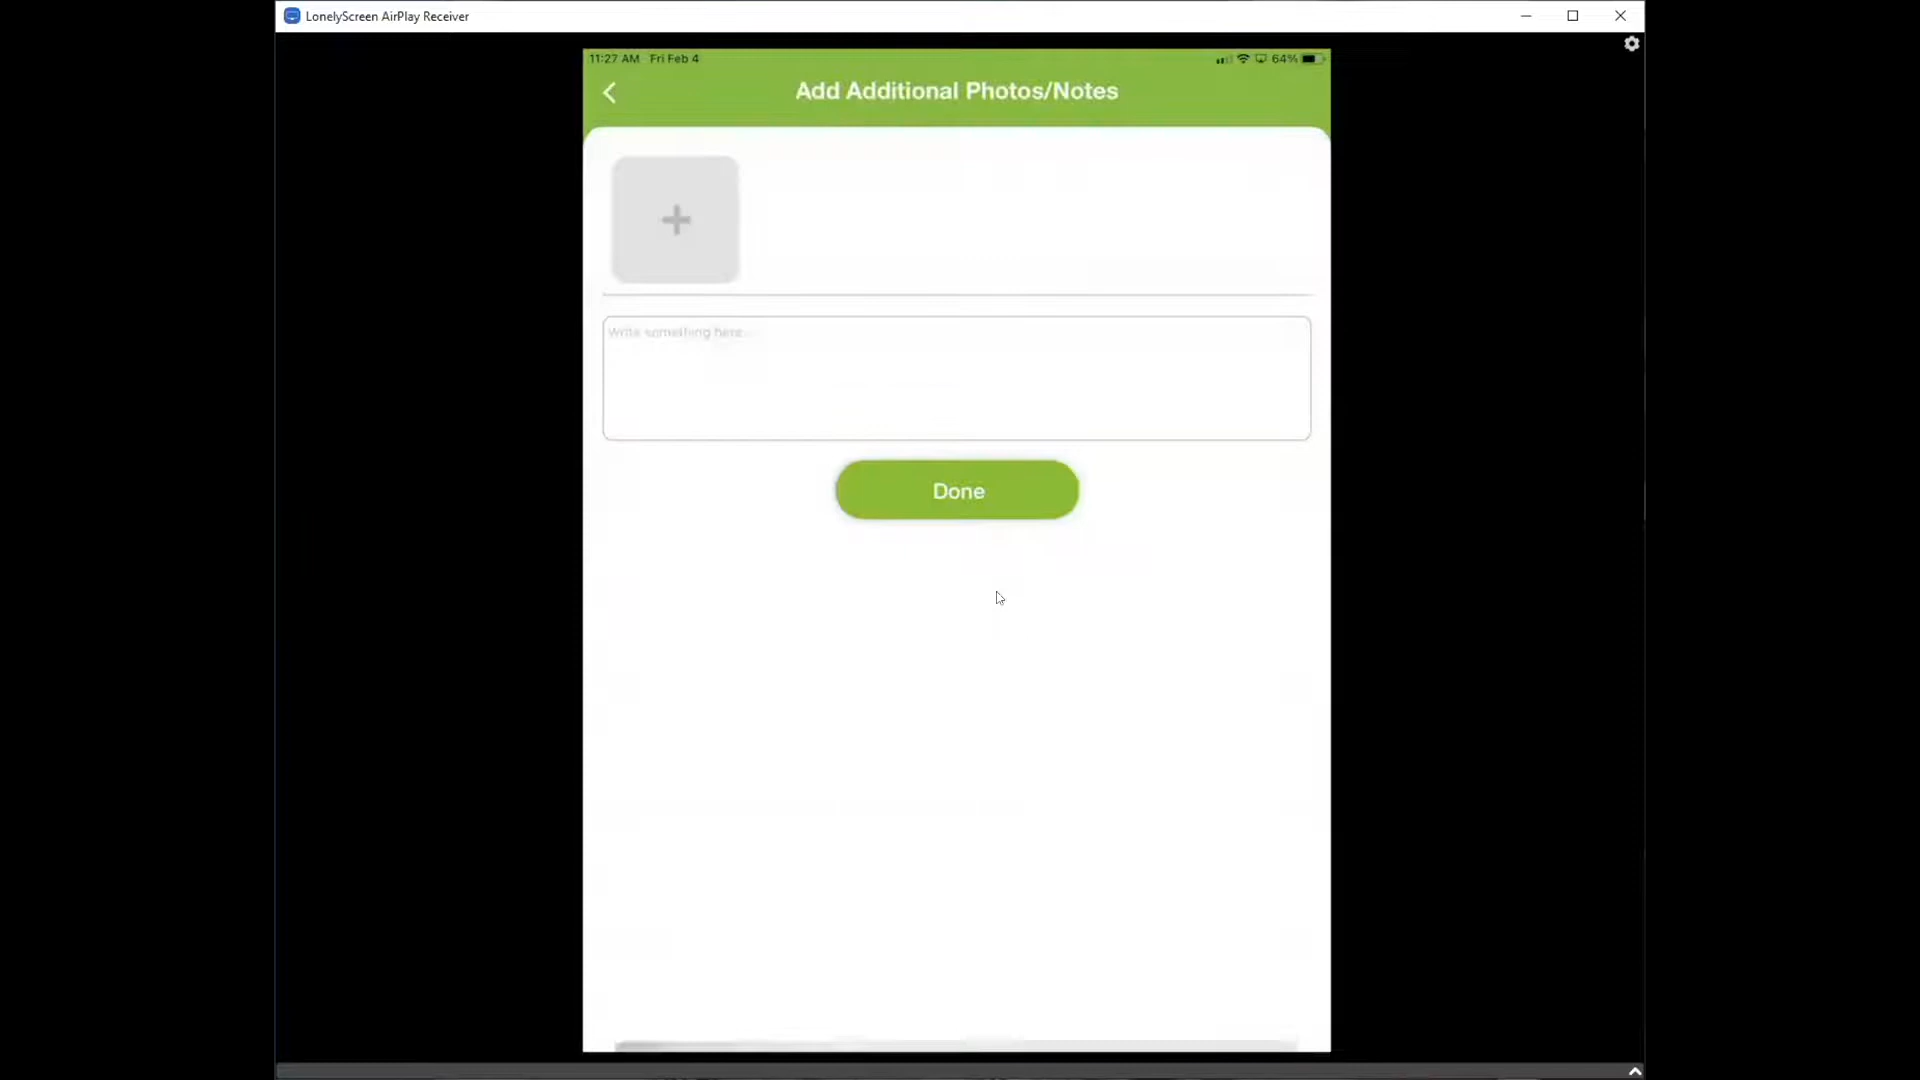 LonelyScreen AirPlay Receiver
11:27 AM Fri Feb 4
64%
Add Additional Photos/Notes
Write something here...
Done